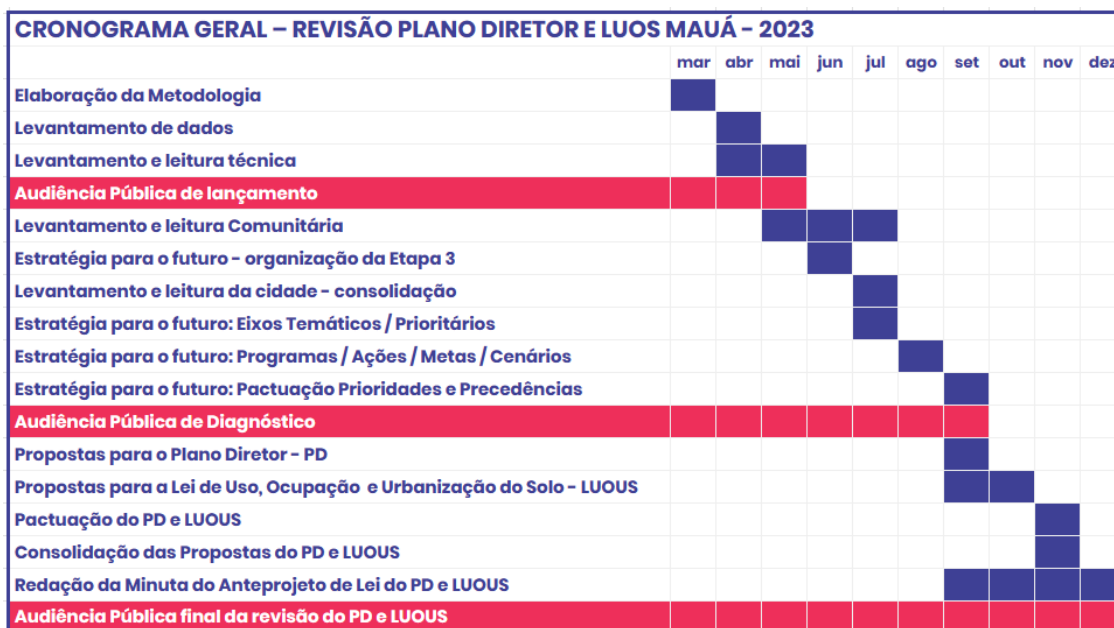 CRONOGRAMA GERAL – REVISÃO PLANO DIRETOR E LUOS MAUÁ - 2023
mar abr mai jun jul ago set out nov dez
Elaboração da Metodologia
Levantamento de dados
Levantamento e leitura técnica
Audiência Pública de lançamento
Levantamento e leitura Comunitária
Estratégia para o futuro - organização da Etapa 3
Levantamento e leitura da cidade - consolidação
Estratégia para o futuro: Eixos Temáticos / Prioritários
Estratégia para o futuro: Programas / Ações / Metas / Cenários
Estratégia para o futuro: Pactuação Prioridades e Precedências
Audiência Pública de Diagnóstico
Propostas para o Plano Diretor - PD
Propostas para a Lei de Uso, Ocupação e Urbanização do Solo - LUOUS
Pactuação do PD e LUOUS
Consolidação das Propostas do PD e LUOUS
Redação da Minuta do Anteprojeto de Lei do PD e LUOUS
Audiência Pública final da revisão do PD e LUOUS